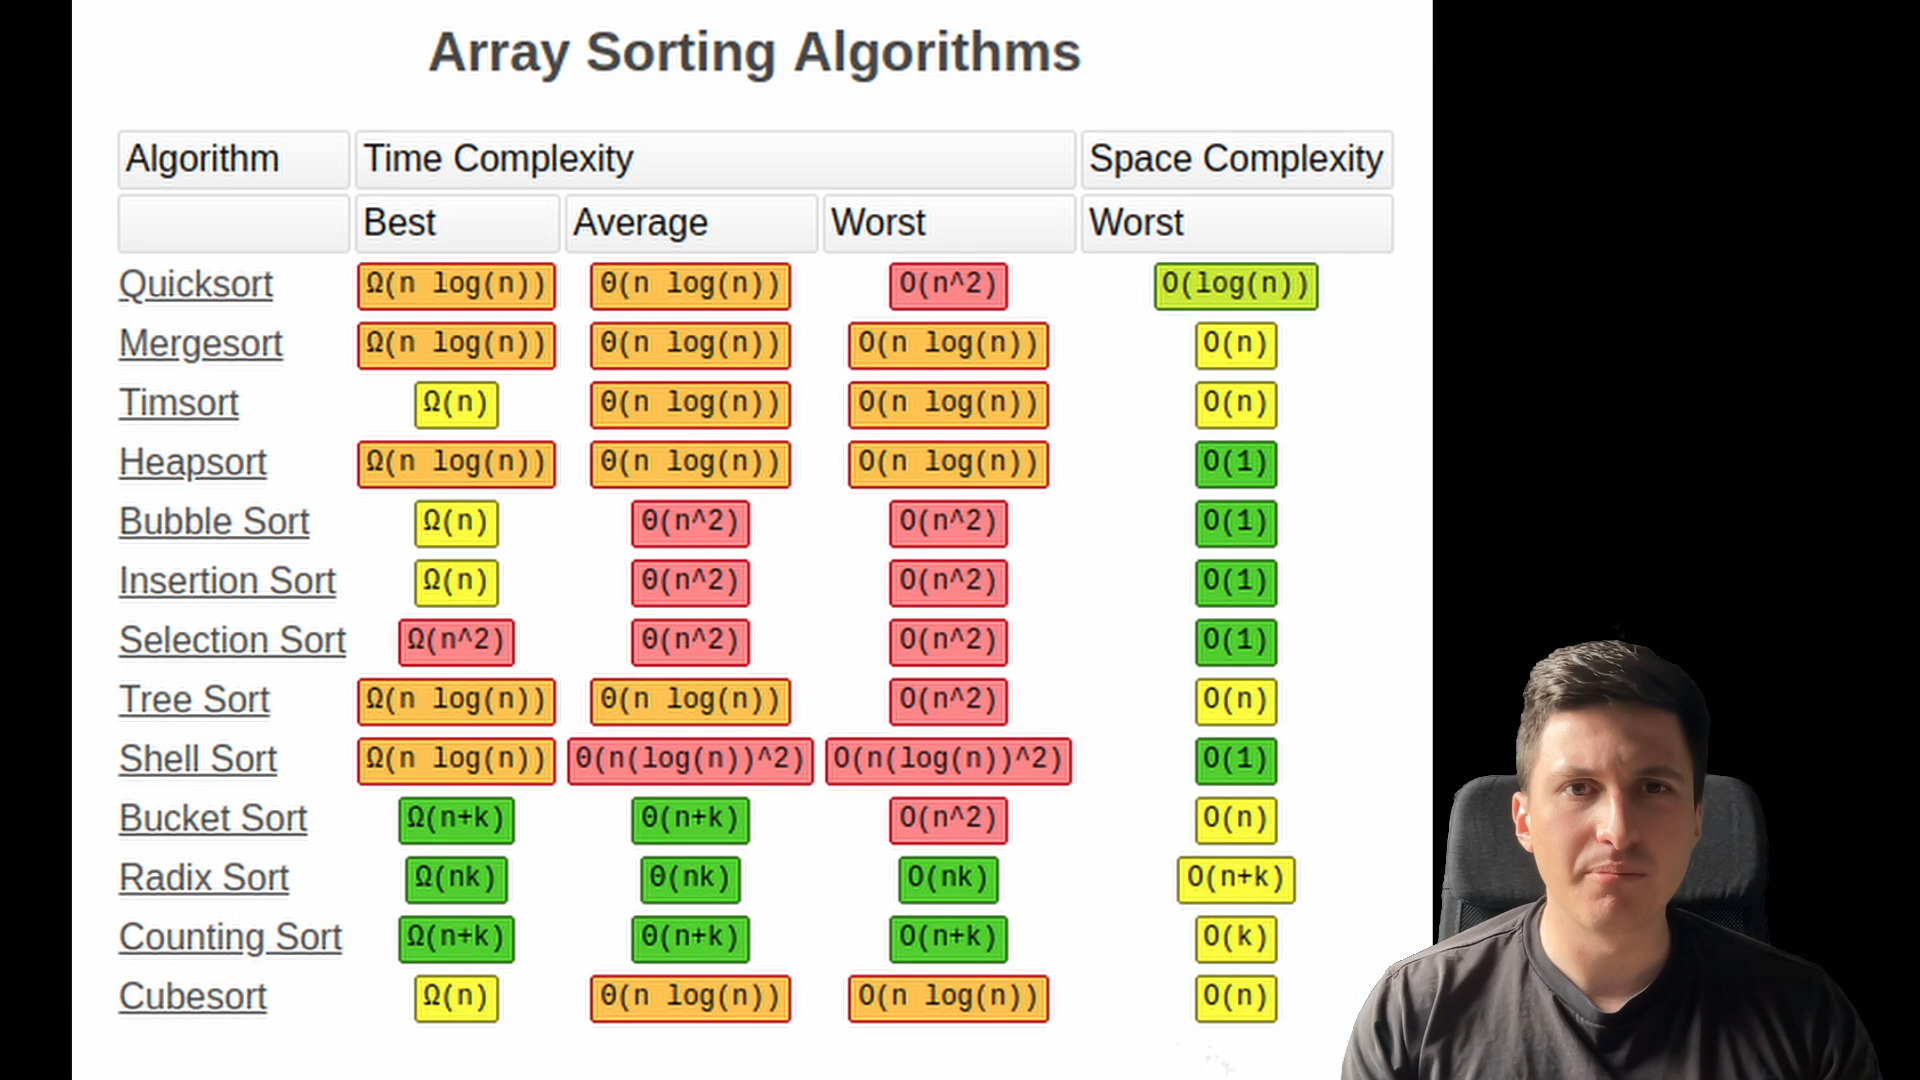 Array Sorting Algorithms
Algorithm Time Complexity Space Complexity
Best Average Worst Worst
Quicksort Ω(n log(n)) Θ(n log(n)) O(n^2) O(log(n))
Mergesort Ω(n log(n)) Θ(n log(n)) O(n log(n)) O(n)
Timsort Ω(n) Θ(n log(n)) O(n log(n)) O(n)
Heapsort Ω(n log(n)) Θ(n log(n)) O(n log(n)) O(1)
Bubble Sort Ω(n) Θ(n^2) O(n^2) O(1)
Insertion Sort Ω(n) Θ(n^2) O(n^2) O(1)
Selection Sort Ω(n^2) Θ(n^2) O(n^2) O(1)
Tree Sort Ω(n log(n)) Θ(n log(n)) O(n^2) O(n)
Shell Sort Ω(n log(n)) Θ(n(log(n))^2) O(n(log(n))^2) O(1)
Bucket Sort Ω(n+k) Θ(n+k) O(n^2) O(n)
Radix Sort Ω(nk) Θ(nk) O(nk) O(n+k)
Counting Sort Ω(n+k) Θ(n+k) O(n+k) O(k)
Cubesort Ω(n) Θ(n log(n)) O(n log(n)) O(n)